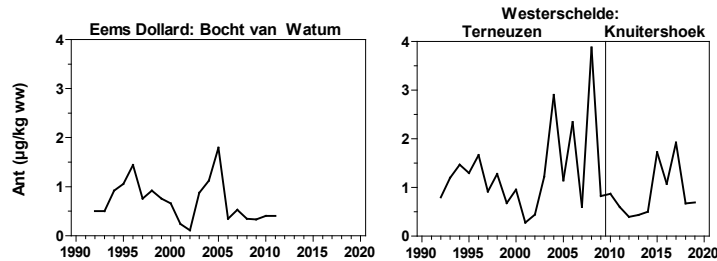 Eems Dollard: Bocht van Watum
Ant (µg/kg ww)
4
3
2
1
0
1990 1995 2000 2005 2010 2015 2020
Westerschelde:
Terneuzen Knuitershoek
4
3
2
1
0
1990 1995 2000 2005 2010 2015 2020